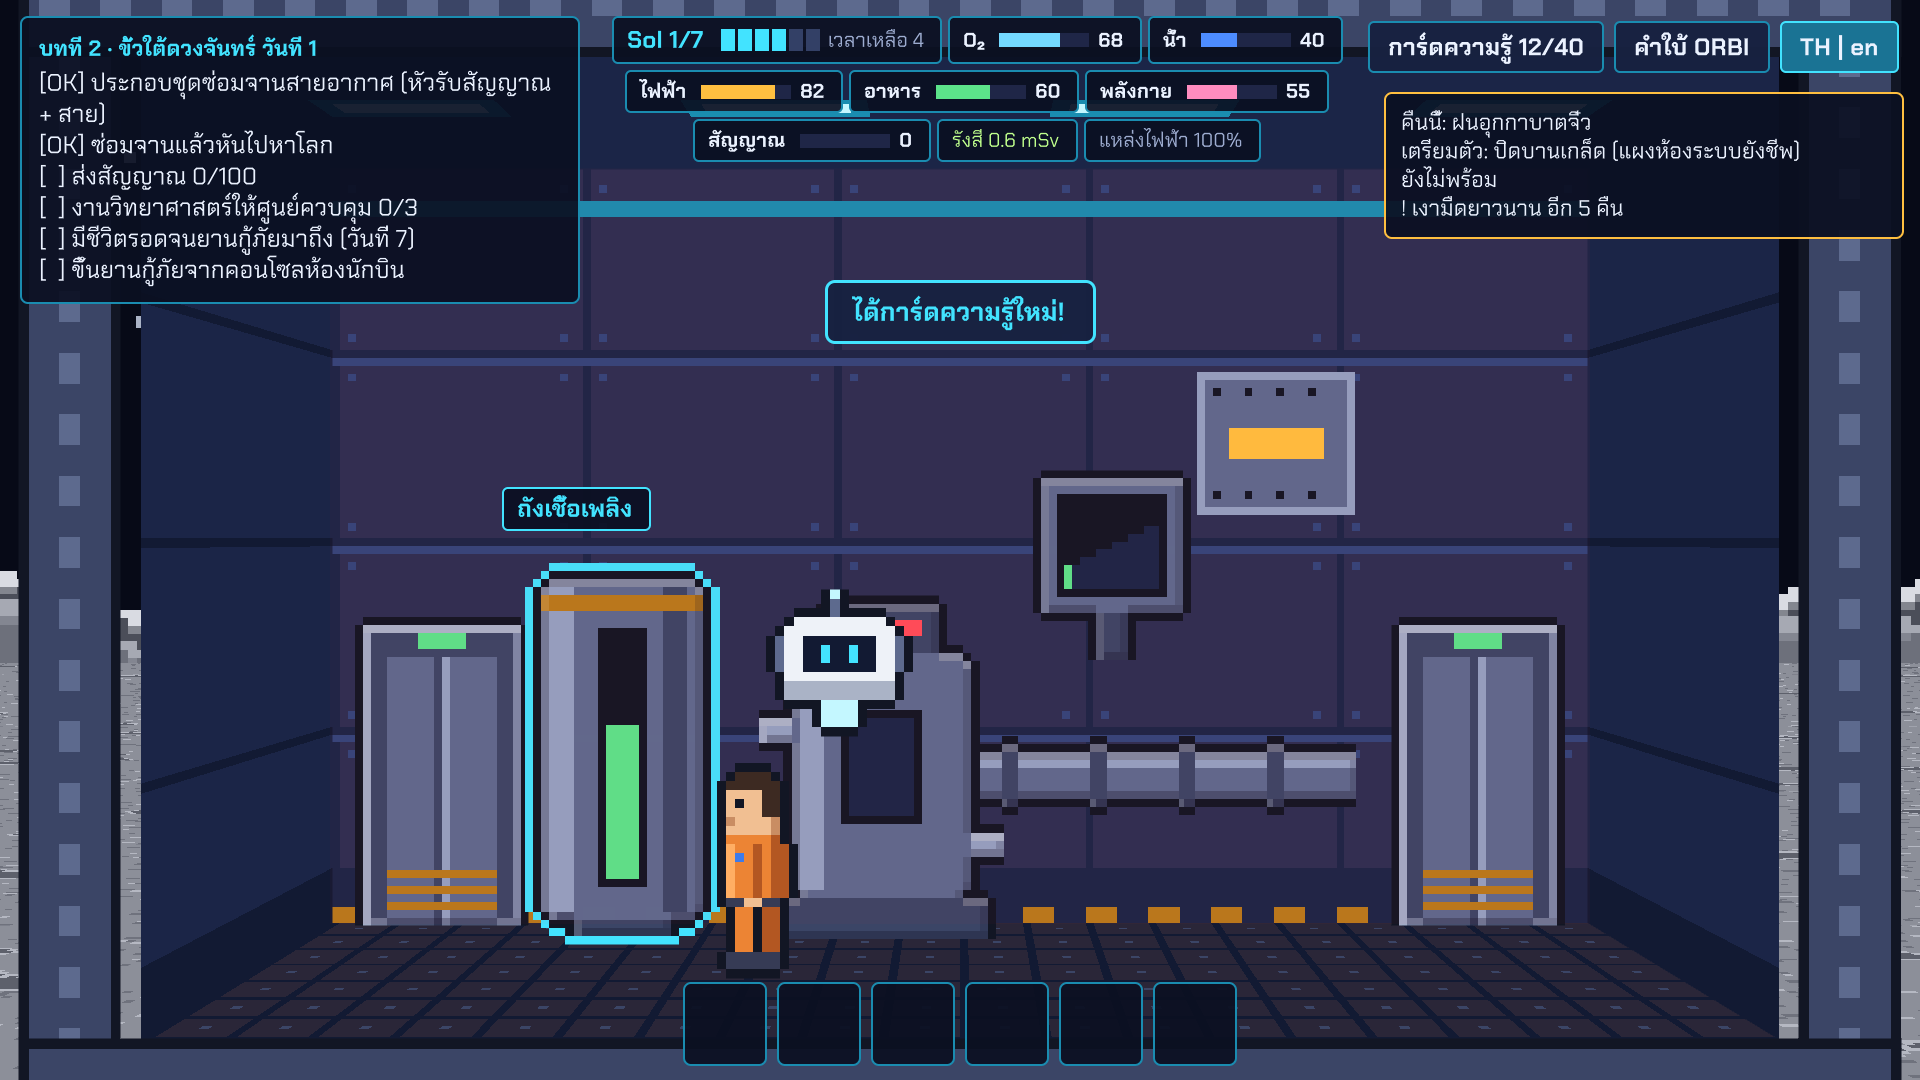 บทที่ 2 · ขั้วใต้ดวงจันทร์ วันที่ 1
[OK] ประกอบชุดซ่อมจานสายอากาศ (หัวรับสัญญาณ
+ สาย)
[OK] ซ่อมจานแล้วหันไปหาโลก
[ ] ส่งสัญญาณ 0/100
[ ] งานวิทยาศาสตร์ให้ศูนย์ควบคุม 0/3
[ ] มีชีวิตรอดจนยานกู้ภัยมาถึง (วันที่ 7)
[ ] ขึ้นยานกู้ภัยจากคอนโซลห้องนักบิน
Sol 1/7 เวลาเหลือ 4
O₂ 68
น้ำ 40
ไฟฟ้า 82
อาหาร 60
พลังกาย 55
สัญญาณ 0
รังสี 0.6 mSv
แหล่งไฟฟ้า 100%
การ์ดความรู้ 12/40
คำใบ้ ORBI
TH | en
คืนนี้: ฝนอุกกาบาตจิ๋ว
เตรียมตัว: ปิดบานเกล็ด (แผงห้องระบบยังชีพ)
ยังไม่พร้อม
! เงามืดยาวนาน อีก 5 คืน
ได้การ์ดความรู้ใหม่!
ถังเชื้อเพลิง